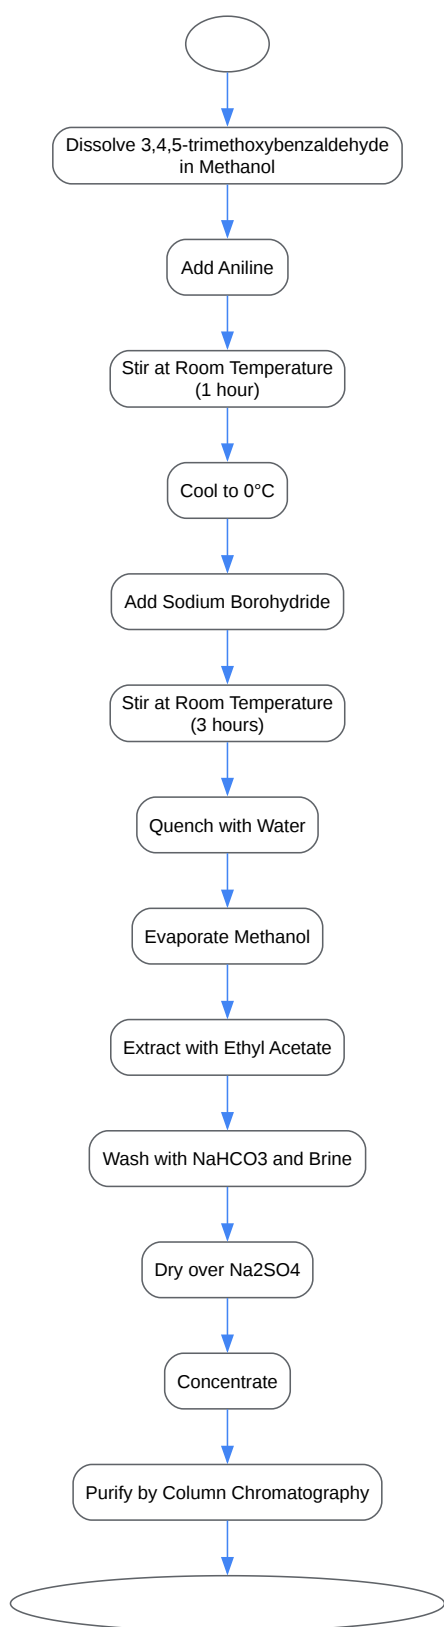 Dissolve 3,4,5-trimethoxybenzaldehyde
in Methanol
Add Aniline
Stir at Room Temperature
(1 hour)
Cool to 0°C
Add Sodium Borohydride
Stir at Room Temperature
(3 hours)
Quench with Water
Evaporate Methanol
Extract with Ethyl Acetate
Wash with NaHCO3 and Brine
Dry over Na2SO4
Concentrate
Purify by Column Chromatography